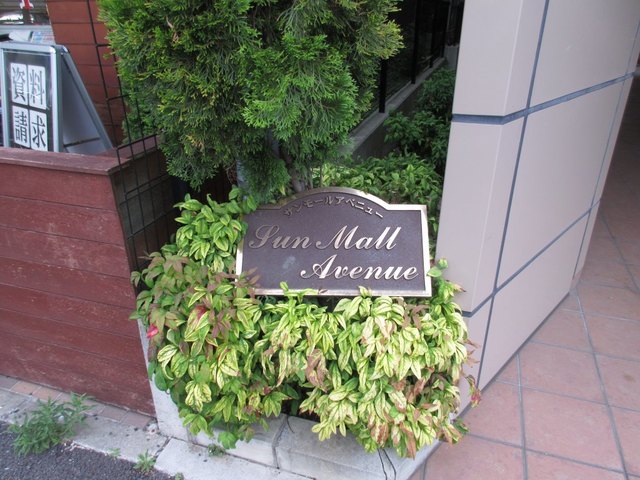 資料
請求
サンモールアベニュー
Sun Mall
Avenue